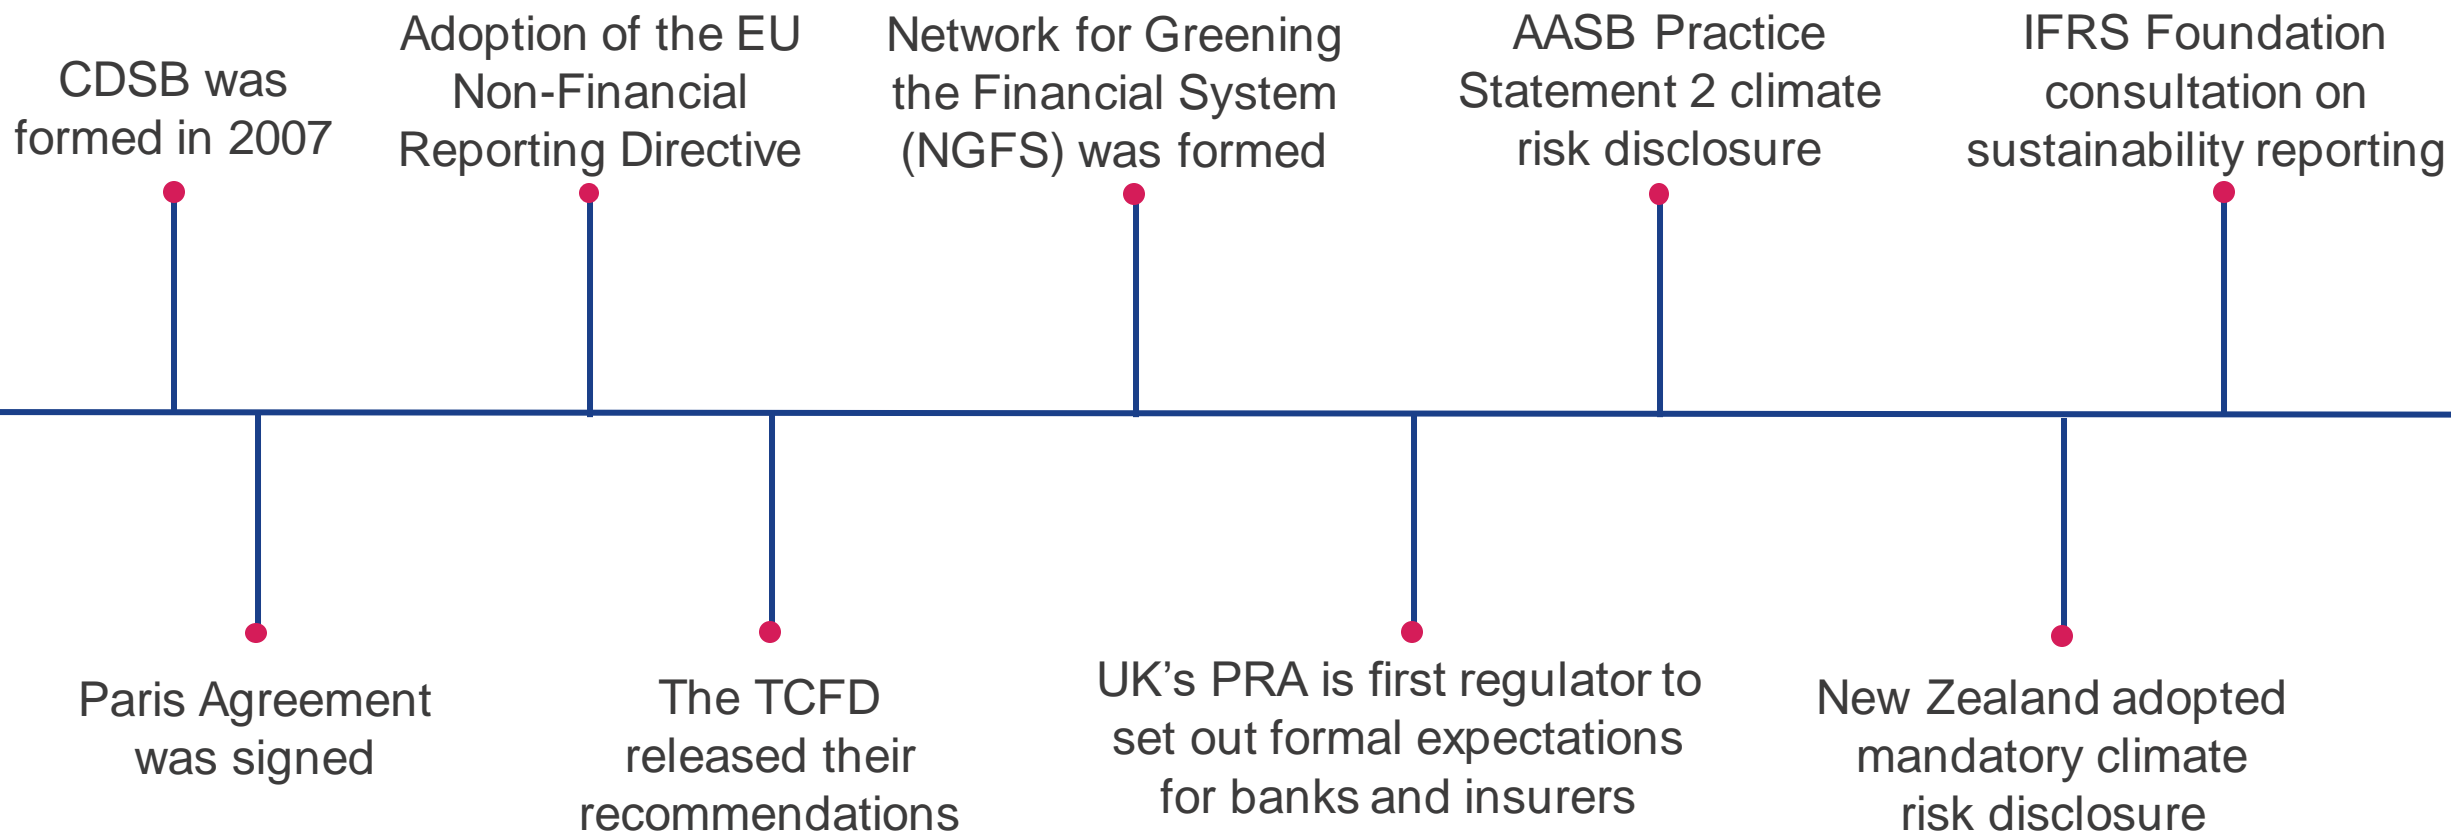 CDSB was
formed in 2007
Adoption of the EU
Non-Financial
Reporting Directive
Network for Greening
the Financial System
(NGFS) was formed
AASB Practice
Statement 2 climate
risk disclosure
IFRS Foundation
consultation on
sustainability reporting
Paris Agreement
was signed
The TCFD
released their
recommendations
UK’s PRA is first regulator to
set out formal expectations
for banks and insurers
New Zealand adopted
mandatory climate
risk disclosure